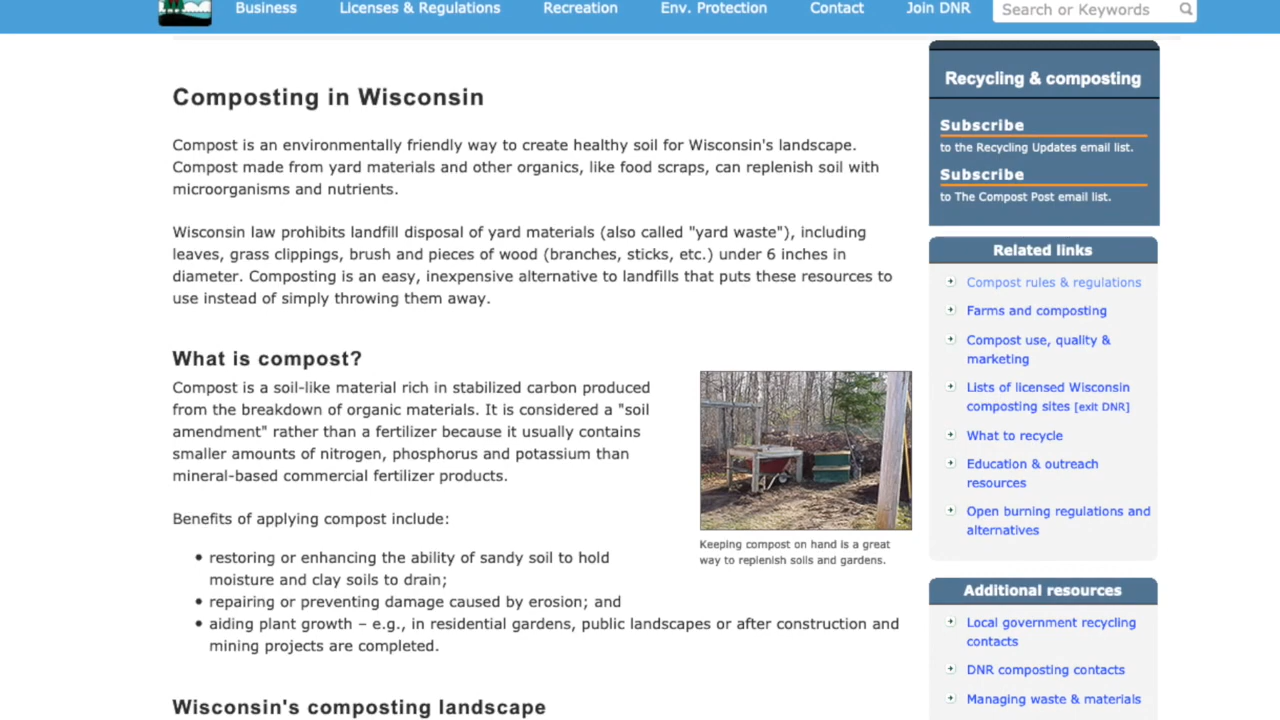 Business Licenses & Regulations Recreation Env. Protection Contact Join DNR Search or Keywords
Composting in Wisconsin
Compost is an environmentally friendly way to create healthy soil for Wisconsin's landscape.
Compost made from yard materials and other organics, like food scraps, can replenish soil with
microorganisms and nutrients.
Wisconsin law prohibits landfill disposal of yard materials (also called "yard waste"), including
leaves, grass clippings, brush and pieces of wood (branches, sticks, etc.) under 6 inches in
diameter. Composting is an easy, inexpensive alternative to landfills that puts these resources to
use instead of simply throwing them away.
What is compost?
Compost is a soil-like material rich in stabilized carbon produced
from the breakdown of organic materials. It is considered a "soil
amendment" rather than a fertilizer because it usually contains
smaller amounts of nitrogen, phosphorus and potassium than
mineral-based commercial fertilizer products.
Benefits of applying compost include:
• restoring or enhancing the ability of sandy soil to hold
moisture and clay soils to drain;
• repairing or preventing damage caused by erosion; and
• aiding plant growth – e.g., in residential gardens, public landscapes or after construction and
mining projects are completed.
Keeping compost on hand is a great
way to replenish soils and gardens.
Wisconsin's composting landscape
Recycling & composting
Subscribe
to the Recycling Updates email list.
Subscribe
to The Compost Post email list.
Related links
Compost rules & regulations
Farms and composting
Compost use, quality &
marketing
Lists of licensed Wisconsin
composting sites [exit DNR]
What to recycle
Education & outreach
resources
Open burning regulations and
alternatives
Additional resources
Local government recycling
contacts
DNR composting contacts
Managing waste & materials